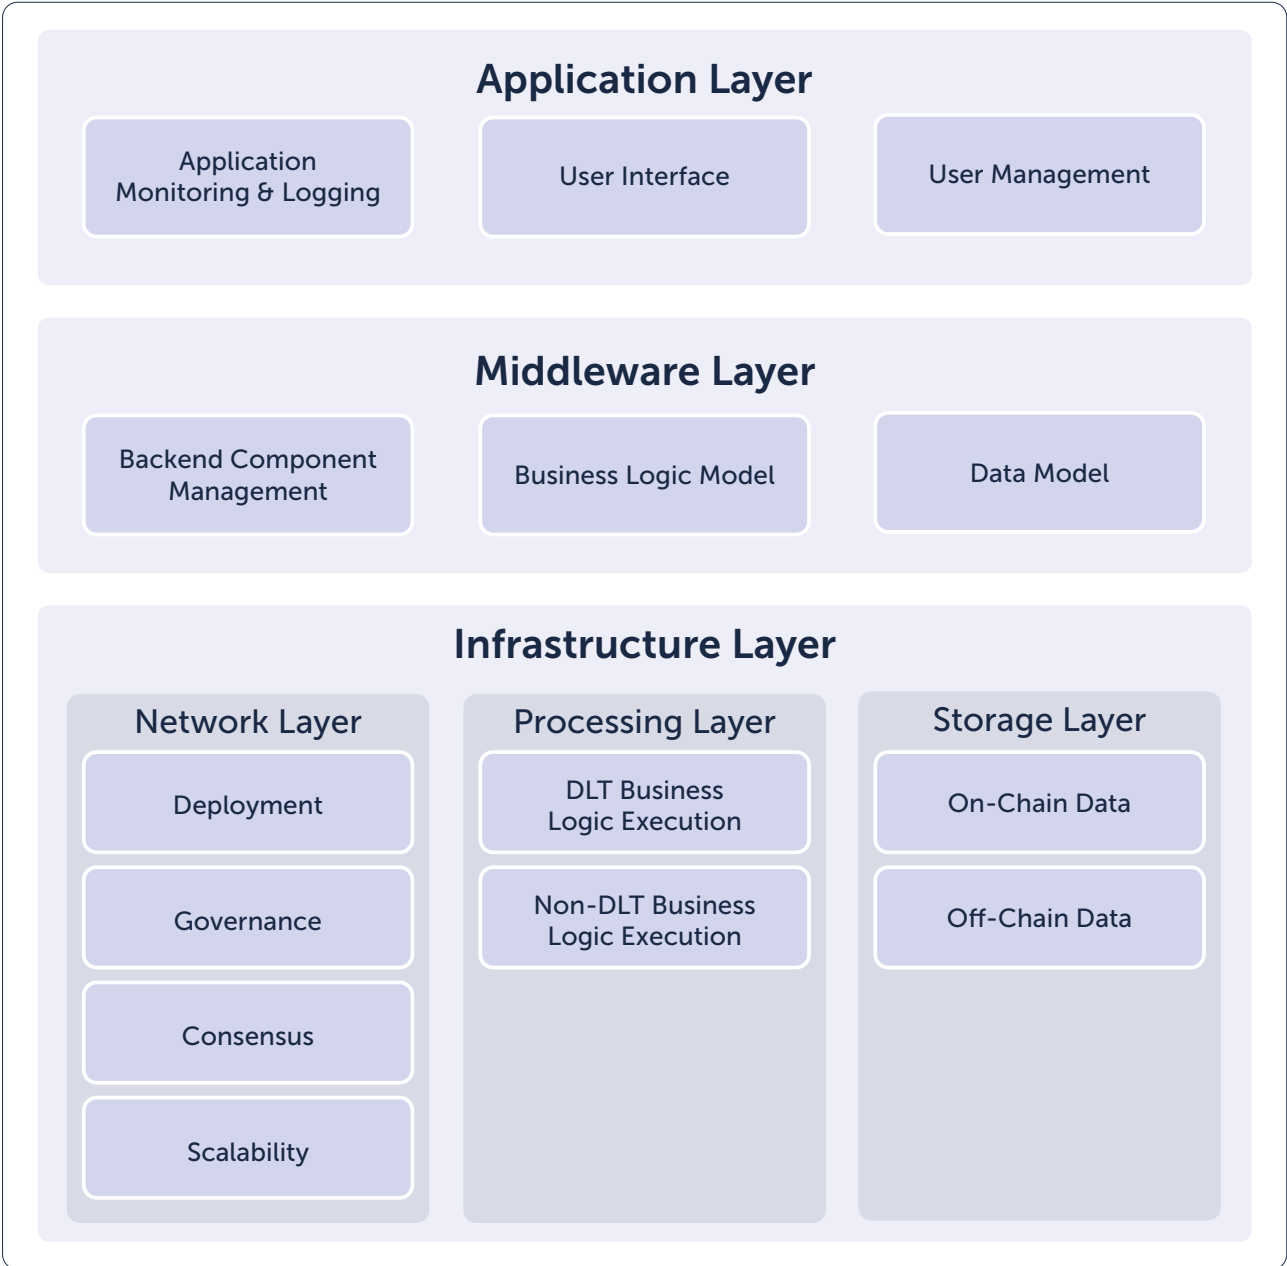 Application Layer
Application
Monitoring & Logging
User Interface
User Management
Middleware Layer
Backend Component
Management
Business Logic Model
Data Model
Infrastructure Layer
Network Layer
Deployment
Governance
Consensus
Scalability
Processing Layer
DLT Business
Logic Execution
Non-DLT Business
Logic Execution
Storage Layer
On-Chain Data
Off-Chain Data